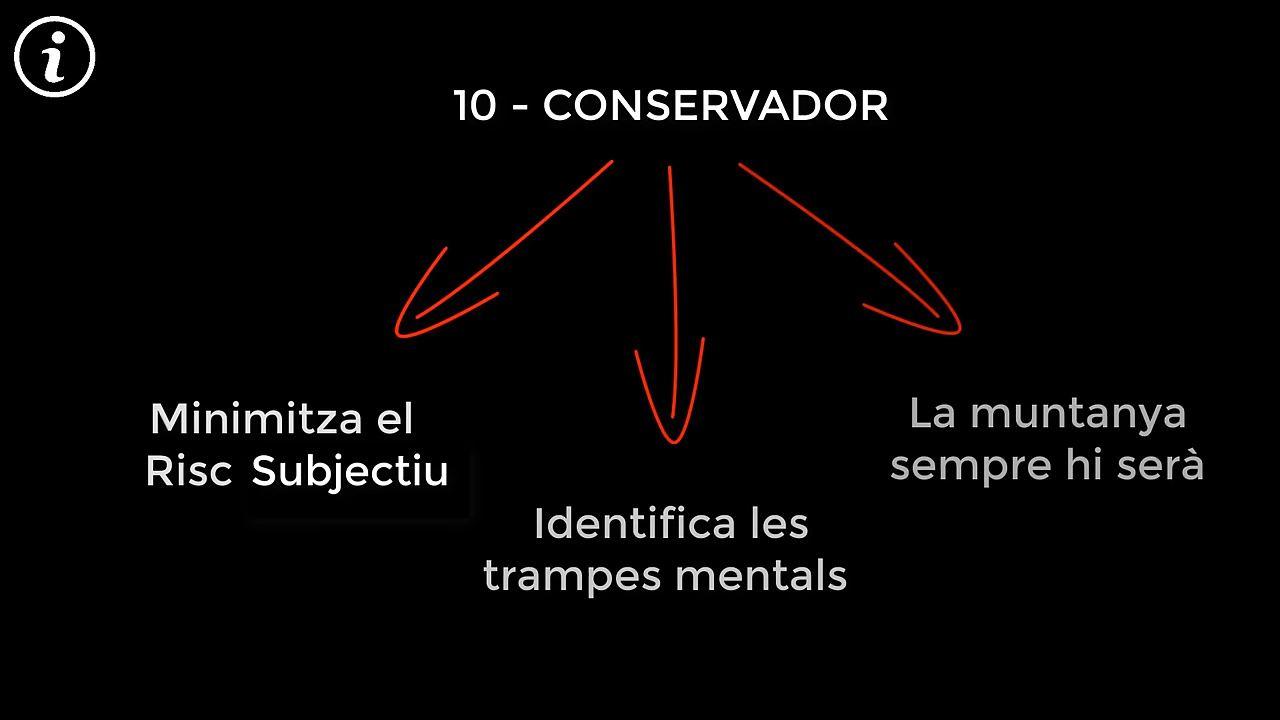 10 - CONSERVADOR
Minimitza el
Risc Subjectiu
Identifica les
trampes mentals
La muntanya
sempre hi serà